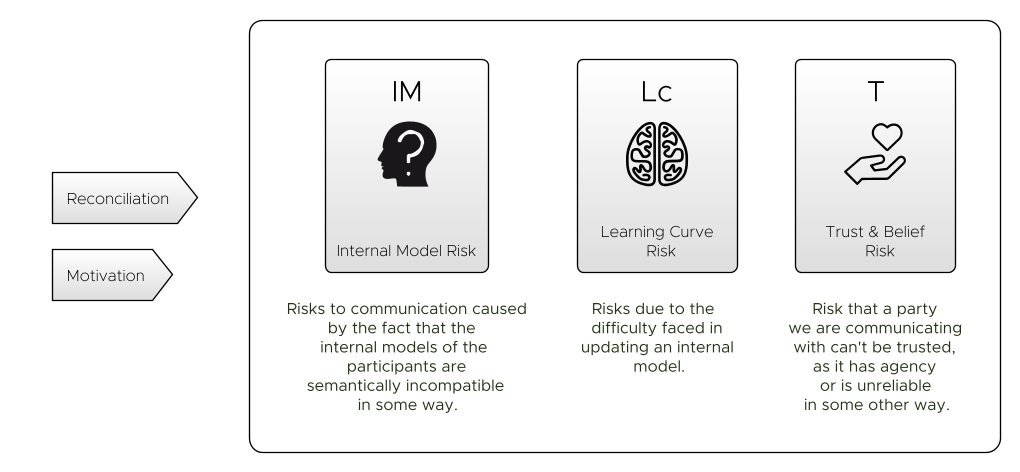 Reconciliation
Motivation
IM
Internal Model Risk
Risks to communication caused
by the fact that the
internal models of the
participants are
semantically incompatible
in some way.
Lc
Learning Curve
Risk
Risks due to the
difficulty faced in
updating an internal
model.
T
Trust & Belief
Risk
Risk that a party
we are communicating
with can't be trusted,
as it has agency
or is unreliable
in some other way.